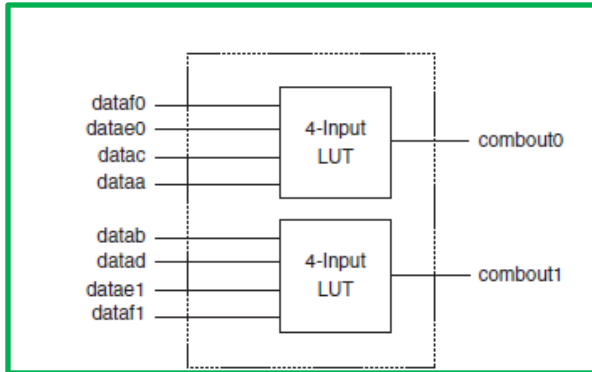 dataf0
datae0
datac
dataa
4-Input
LUT
combout0
datab
datad
datae1
dataf1
4-Input
LUT
combout1